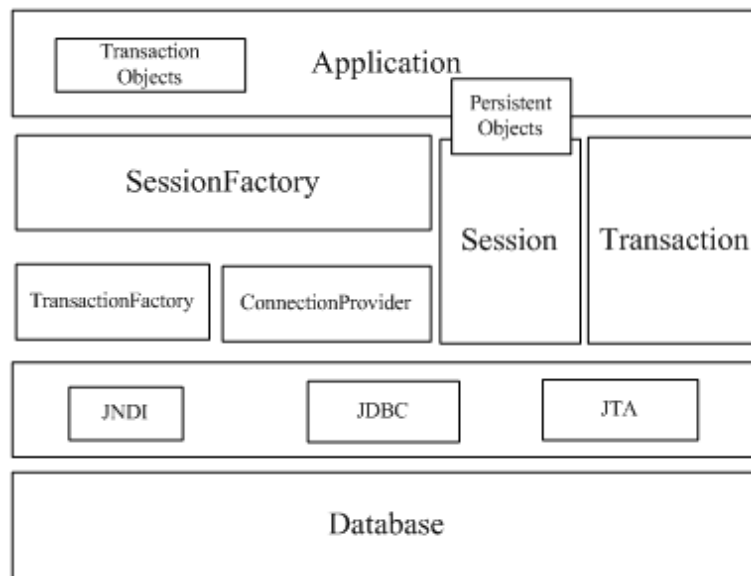 Transaction
Objects
Application
Persistent
Objects
SessionFactory
Session
Transaction
TransactionFactory
ConnectionProvider
JNDI
JDBC
JTA
Database